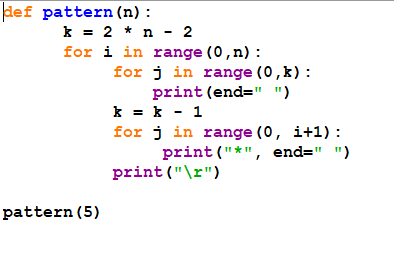 def pattern(n):
      k = 2 * n - 2
      for i in range(0,n):
           for j in range(0,k):
               print(end=" ")
           k = k - 1
           for j in range(0, i+1):
                print("*", end=" ")
           print("\r")

pattern(5)